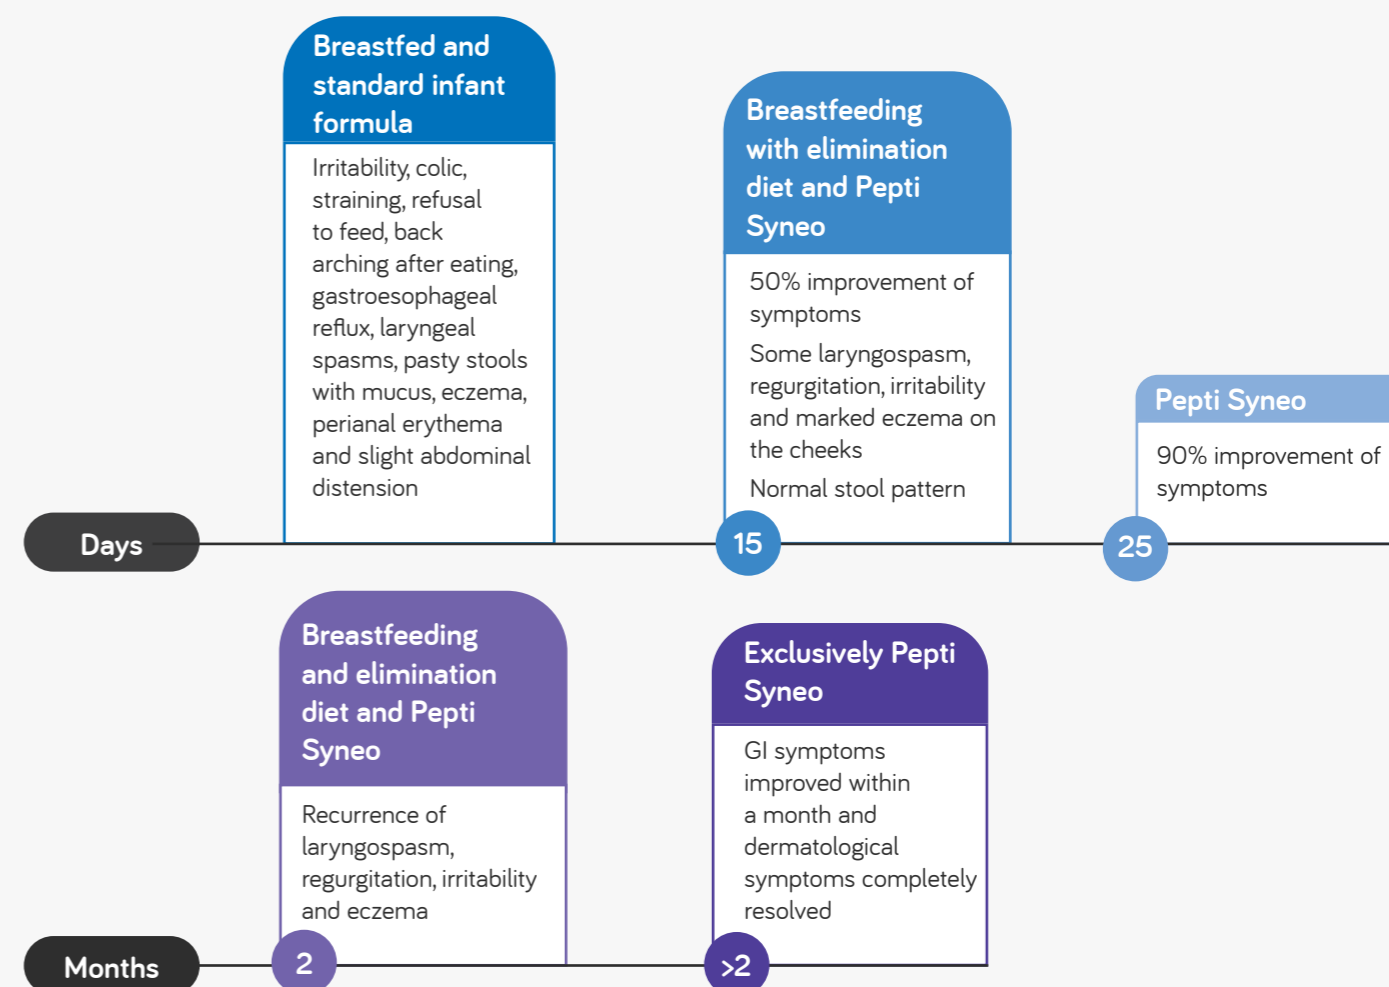 Breastfed and
standard infant
formula
Irritability, colic,
straining, refusal
to feed, back
arching after eating,
gastroesophageal
reflux, laryngeal
spasms, pasty stools
with mucus, eczema,
perianal erythema
and slight abdominal
distension
Breastfeeding
with elimination
diet and Pepti
Syneo
50% improvement of
symptoms
Some laryngospasm,
regurgitation, irritability
and marked eczema on
the cheeks
Normal stool pattern
Pepti Syneo
90% improvement of
symptoms
Days
15
25
Breastfeeding
and elimination
diet and Pepti
Syneo
Recurrence of
laryngospasm,
regurgitation, irritability
and eczema
Exclusively Pepti
Syneo
GI symptoms
improved within
a month and
dermatological
symptoms completely
resolved
Months
2
>2